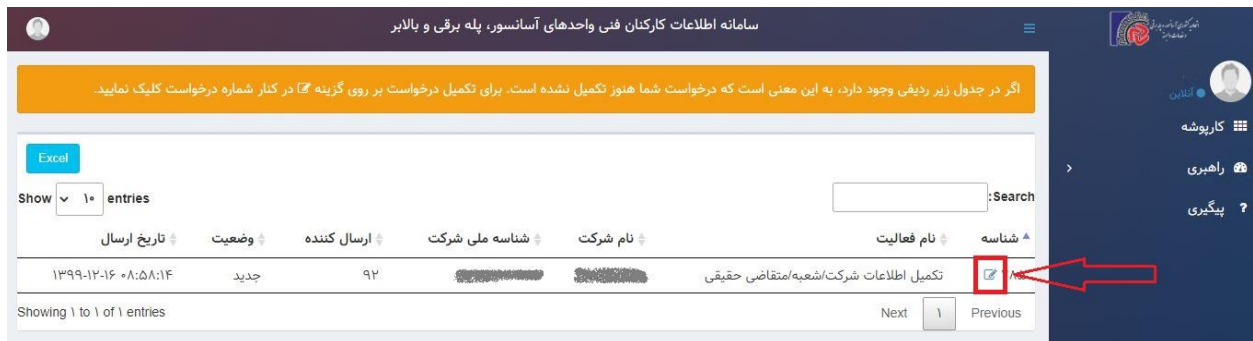 سامانه اطلاعات کارکنان فنی واحدهای آسانسور، پله برقی و بالابر
آنلاین
کارپوشه
راهبری
پیگیری
اگر در جدول زیر ردیفی وجود دارد، به این معنی است که درخواست شما هنوز تکمیل نشده است. برای تکمیل درخواست بر روی گزینه در کنار شماره درخواست کلیک نمایید.
Excel
Show ۱۰ entries
Search:
شناسه نام فعالیت نام شرکت شناسه ملی شرکت ارسال کننده وضعیت تاریخ ارسال
تکمیل اطلاعات شرکت/شعبه/متقاضی حقیقی ۹۲ جدید ۱۳۹۹-۱۲-۱۶ ۰۸:۵۸:۱۴
Showing ۱ to ۱ of ۱ entries
Previous ۱ Next